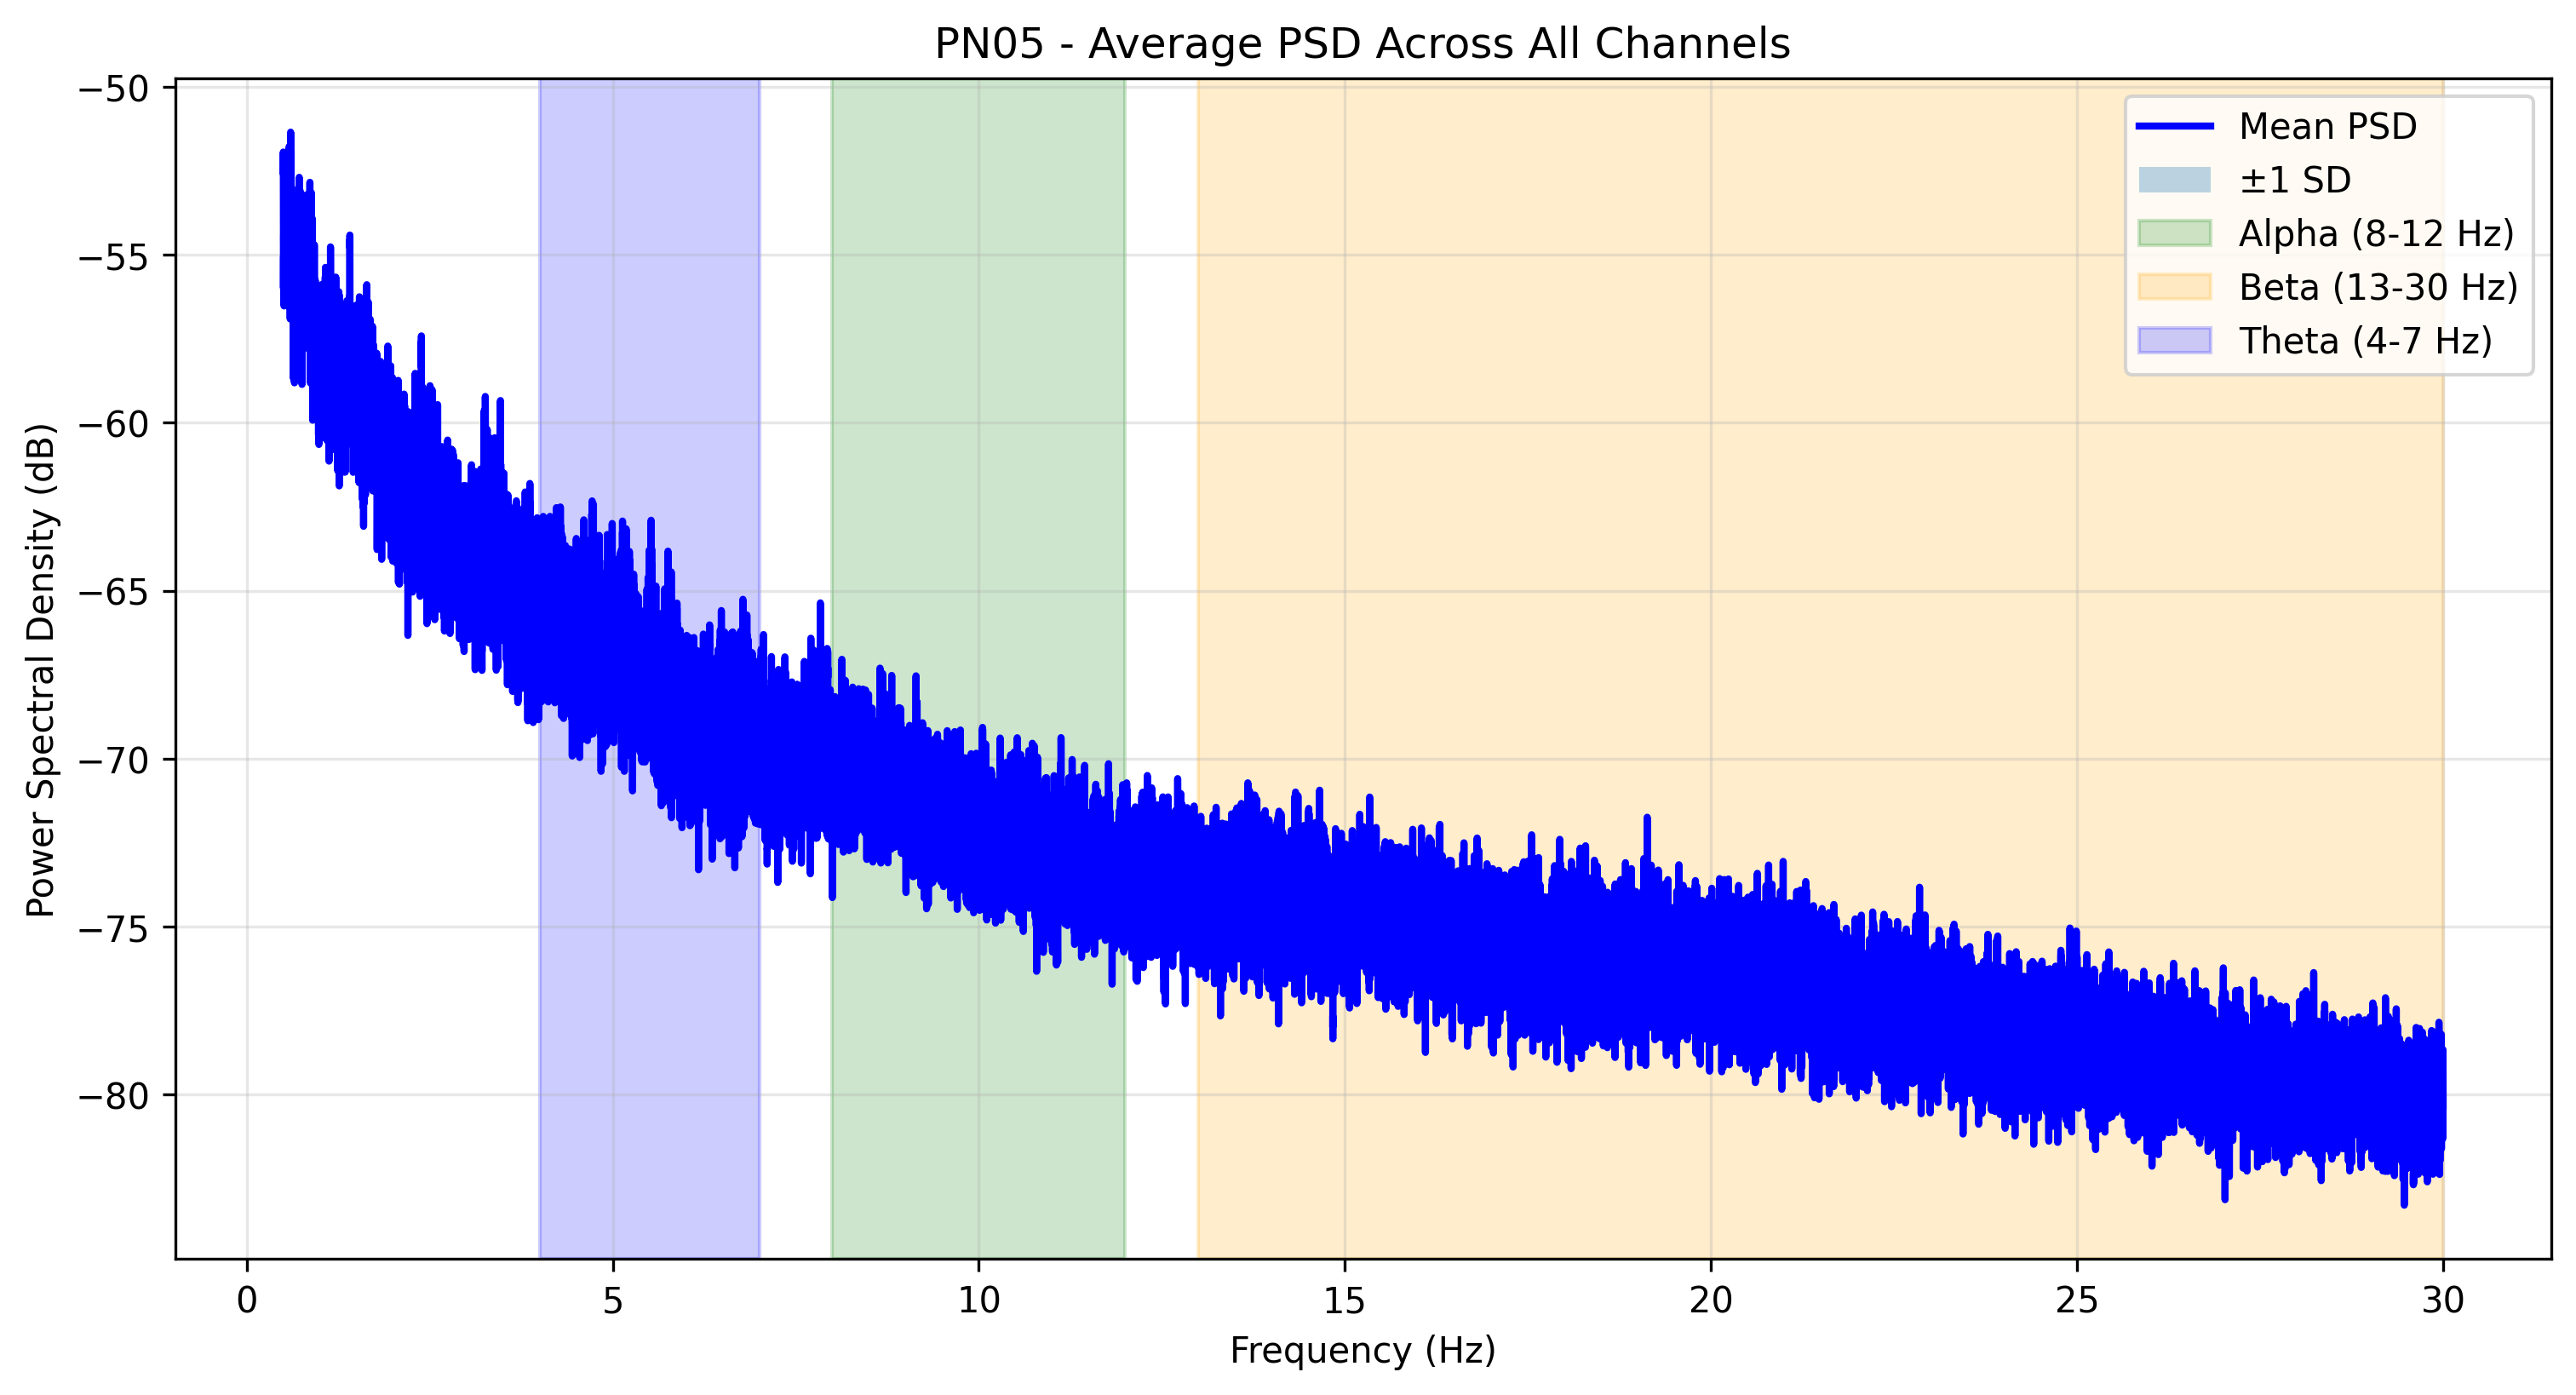 PN05 - Average PSD Across All Channels
Power Spectral Density (dB)
−50
−55
−60
−65
−70
−75
−80
Mean PSD
±1 SD
Alpha (8-12 Hz)
Beta (13-30 Hz)
Theta (4-7 Hz)
0 5 10 15 20 25 30
Frequency (Hz)